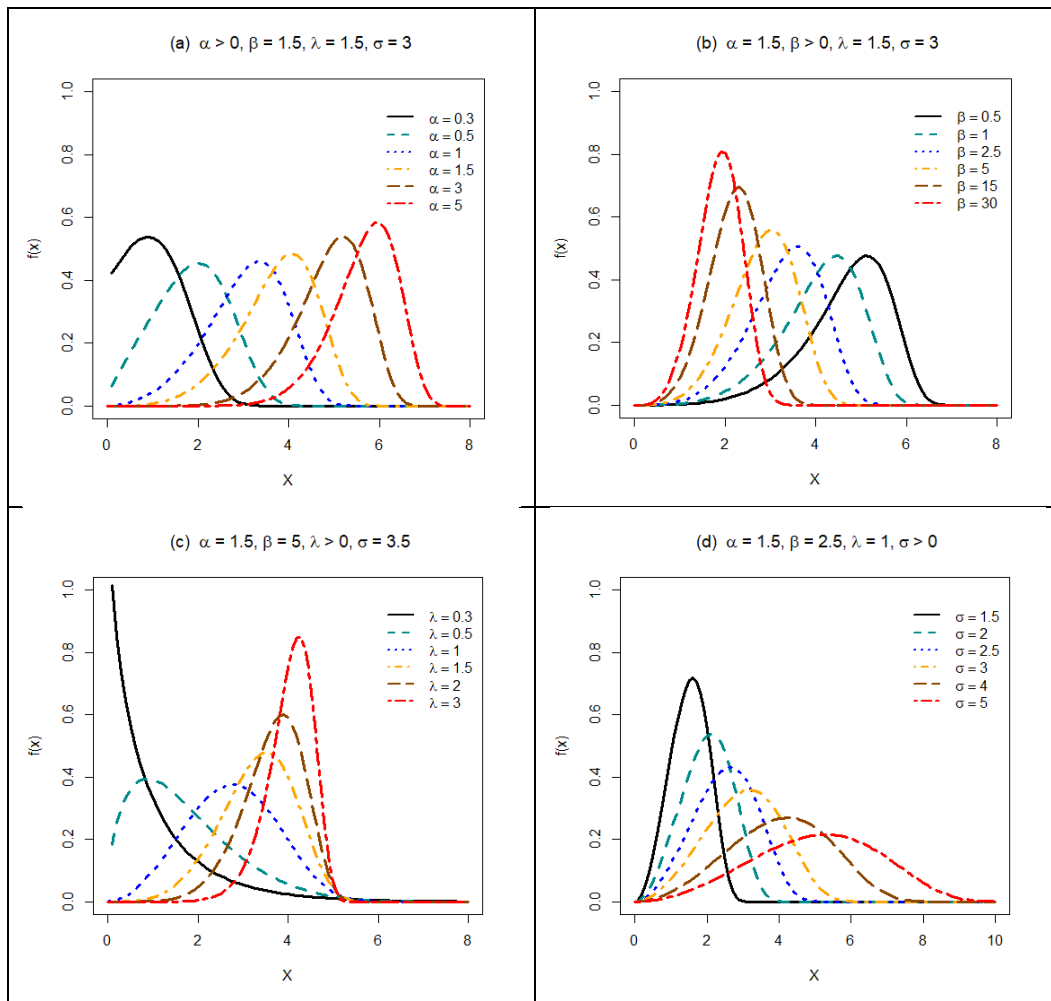 (a) α > 0, β = 1.5, λ = 1.5, σ = 3
f(x)
1.0
0.8
0.6
0.4
0.2
0.0
α = 0.3
α = 0.5
α = 1
α = 1.5
α = 3
α = 5
0 2 4 6 8
X
(b) α = 1.5, β > 0, λ = 1.5, σ = 3
f(x)
1.0
0.8
0.6
0.4
0.2
0.0
β = 0.5
β = 1
β = 2.5
β = 5
β = 15
β = 30
0 2 4 6 8
X
(c) α = 1.5, β = 5, λ > 0, σ = 3.5
f(x)
1.0
0.8
0.6
0.4
0.2
0.0
λ = 0.3
λ = 0.5
λ = 1
λ = 1.5
λ = 2
λ = 3
0 2 4 6 8
X
(d) α = 1.5, β = 2.5, λ = 1, σ > 0
f(x)
1.0
0.8
0.6
0.4
0.2
0.0
σ = 1.5
σ = 2
σ = 2.5
σ = 3
σ = 4
σ = 5
0 2 4 6 8 10
X